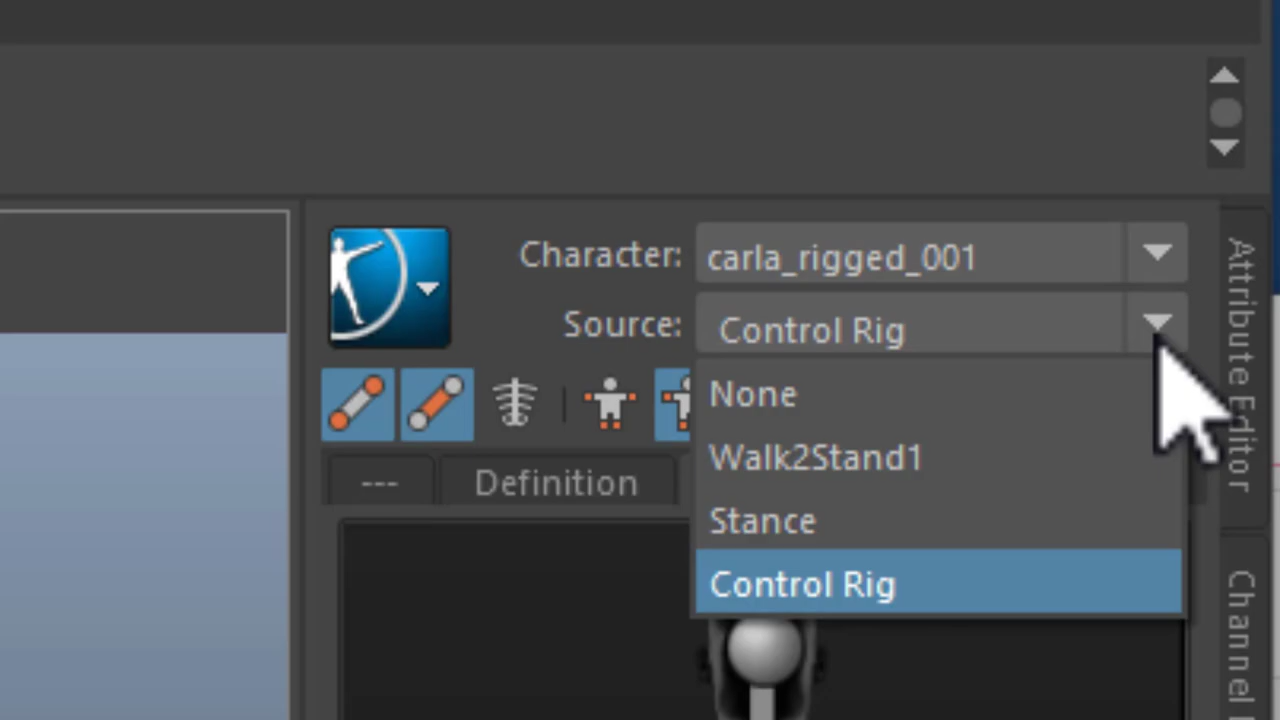 Character: carla_rigged_001
Source: Control Rig
None
Walk2Stand1
Stance
Control Rig
---
Definition
Attribute Editor
Channel